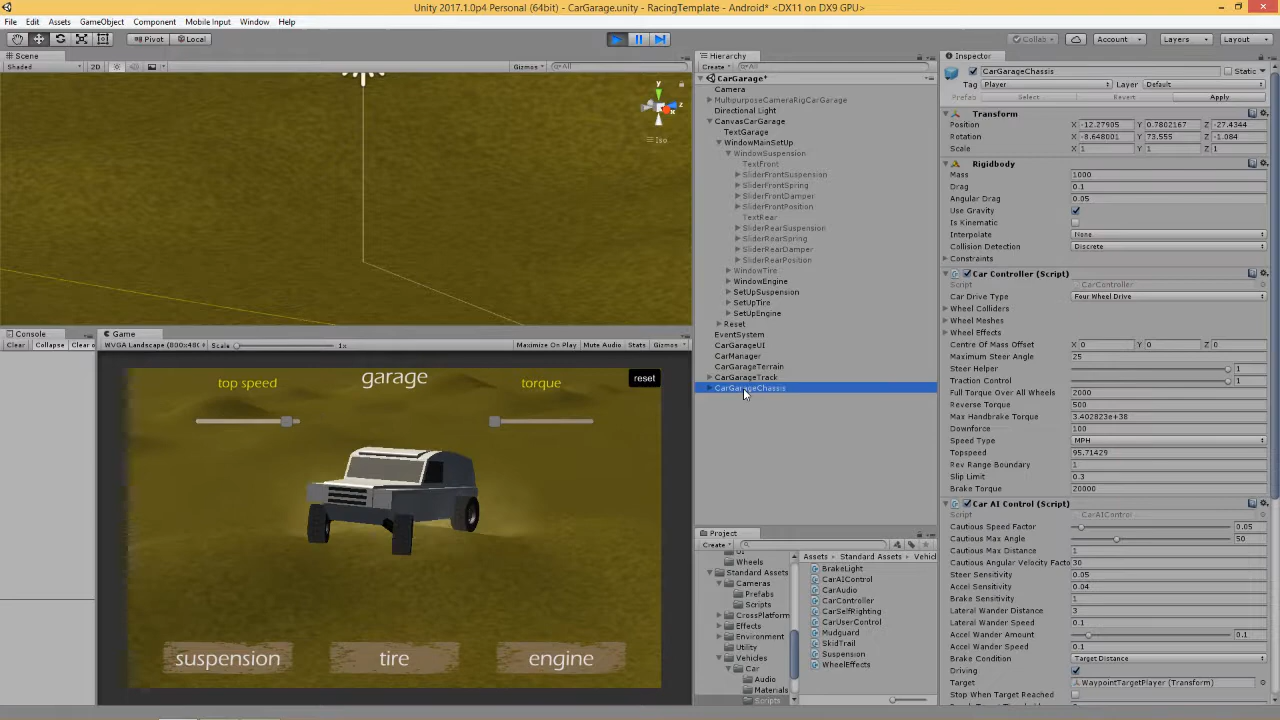 Unity 2017.1.0p4 Personal (64bit) - CarGarage.unity - RacingTemplate - Android* <DX11 on DX9 GPU>
File Edit Assets GameObject Component Mobile Input Window Help
Pivot Local Collab Account Layers Layout
Scene
Shaded 2D Gizmos All
y
z
x
Iso
Console
Clear Collapse Clear o
Game
WVGA Landscape (800x48 Scale 1x Maximize On Play Mute Audio Stats Gizmos
top speed garage torque reset
suspension tire engine
Hierarchy
Create All
CarGarage*
Camera
MultipurposeCameraRigCarGarage
Directional Light
CanvasCarGarage
TextGarage
WindowMainSetUp
WindowSuspension
TextFront
SliderFrontSuspension
SliderFrontSpring
SliderFrontDamper
SliderFrontPosition
TextRear
SliderRearSuspension
SliderRearSpring
SliderRearDamper
SliderRearPosition
WindowTire
WindowEngine
SetUpSuspension
SetUpTire
SetUpEngine
Reset
EventSystem
CarGarageUI
CarManager
CarGarageTerrain
CarGarageTrack
CarGarageChassis
Project
Create
UI
Wheels
Standard Assets
Cameras
Prefabs
Scripts
CrossPlatform
Effects
Environment
Utility
Vehicles
Car
Audio
Materials
Scripts
Assets Standard Assets Vehicl
BrakeLight
CarAIControl
CarAudio
CarController
CarSelfRighting
CarUserControl
Mudguard
SkidTrail
Suspension
WheelEffects
Inspector
CarGarageChassis Static
Tag Player Layer Default
Prefab Select Revert Apply
Transform
Position X -12.27905 Y 0.7802167 Z -27.4344
Rotation X -8.648001 Y 73.555 Z -1.084
Scale X 1 Y 1 Z 1
Rigidbody
Mass 1000
Drag 0.1
Angular Drag 0.05
Use Gravity
Is Kinematic
Interpolate None
Collision Detection Discrete
Constraints
Car Controller (Script)
Script CarController
Car Drive Type Four Wheel Drive
Wheel Colliders
Wheel Meshes
Wheel Effects
Centre Of Mass Offset X 0 Y 0 Z 0
Maximum Steer Angle 25
Steer Helper 1
Traction Control 1
Full Torque Over All Wheels 2000
Reverse Torque 500
Max Handbrake Torque 3.402823e+38
Downforce 100
Speed Type MPH
Topspeed 95.71429
Rev Range Boundary 1
Slip Limit 0.3
Brake Torque 20000
Car AI Control (Script)
Script CarAIControl
Cautious Speed Factor 0.05
Cautious Max Angle 50
Cautious Max Distance 1
Cautious Angular Velocity Facto 30
Steer Sensitivity 0.05
Accel Sensitivity 0.04
Brake Sensitivity 1
Lateral Wander Distance 3
Lateral Wander Speed 0.1
Accel Wander Amount 0.1
Accel Wander Speed 0.1
Brake Condition Target Distance
Driving
Target WaypointTargetPlayer (Transform)
Stop When Target Reached